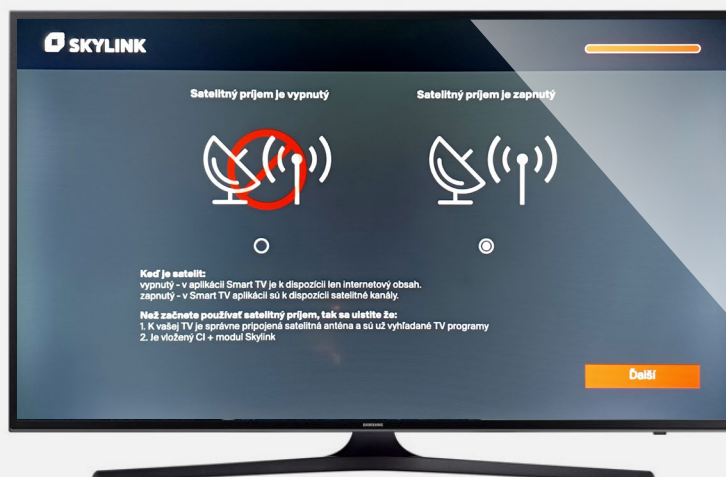 SKYLINK
Satelitný príjem je vypnutý
Satelitný príjem je zapnutý
Keď je satelit:
vypnutý - v aplikácii Smart TV je k dispozícii len internetový obsah.
zapnutý - v Smart TV aplikácii sú k dispozícii satelitné kanály.
Než začnete používať satelitný príjem, tak sa uistite že:
1. K vašej TV je správne pripojená satelitná anténa a sú už vyhľadané TV programy
2. Je vložený CI + modul Skylink
Ďalší
SAMSUNG